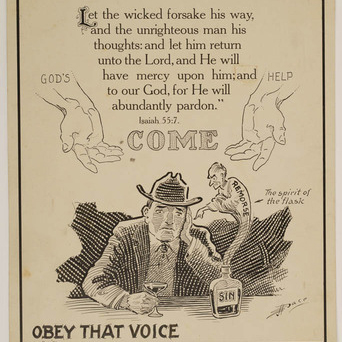 Let the wicked forsake his way,
and the unrighteous man his
thoughts: and let him return
unto the Lord, and He will
have mercy upon him; and
to our God, for He will
abundantly pardon."
Isaiah 55:7.
GOD'S
HELP
COME
REMORSE
The spirit of
the flask
SIN
OBEY THAT VOICE